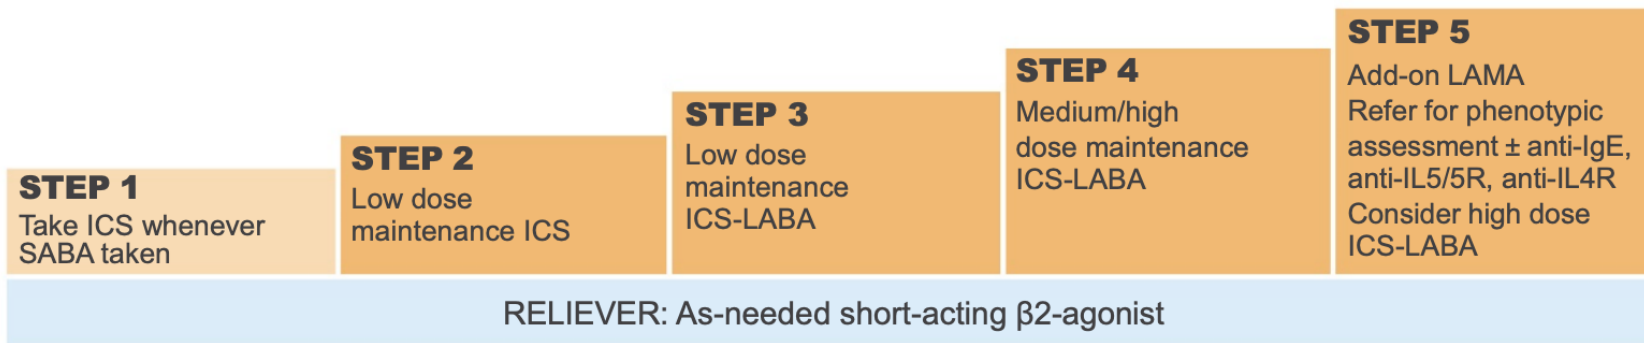 STEP 1
Take ICS whenever
SABA taken
STEP 2
Low dose
maintenance ICS
STEP 3
Low dose
maintenance
ICS-LABA
STEP 4
Medium/high
dose maintenance
ICS-LABA
STEP 5
Add-on LAMA
Refer for phenotypic
assessment ± anti-IgE,
anti-IL5/5R, anti-IL4R
Consider high dose
ICS-LABA
RELIEVER: As-needed short-acting β2-agonist